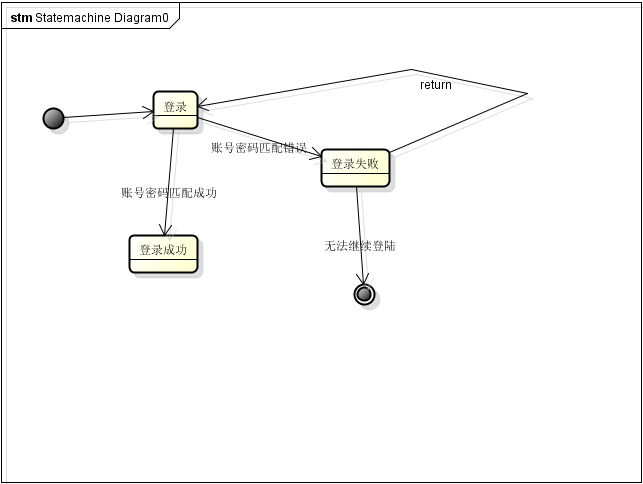 stm Statemachine Diagram0
return
登录
账号密码匹配错误
登录失败
账号密码匹配成功
登录成功
无法继续登陆